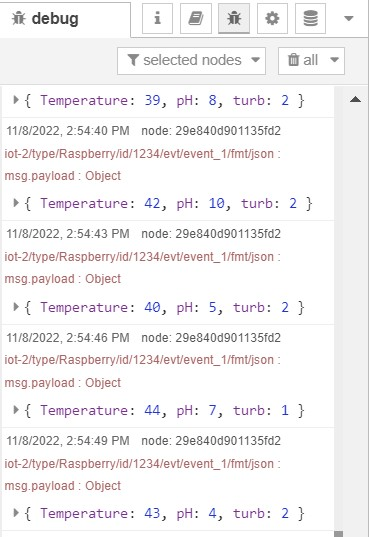 debug
selected nodes
all
{ Temperature: 39, pH: 8, turb: 2 }
11/8/2022, 2:54:40 PM node: 29e840d901135fd2
iot-2/type/Raspberry/id/1234/evt/event_1/fmt/json :
msg.payload : Object
{ Temperature: 42, pH: 10, turb: 2 }
11/8/2022, 2:54:43 PM node: 29e840d901135fd2
iot-2/type/Raspberry/id/1234/evt/event_1/fmt/json :
msg.payload : Object
{ Temperature: 40, pH: 5, turb: 2 }
11/8/2022, 2:54:46 PM node: 29e840d901135fd2
iot-2/type/Raspberry/id/1234/evt/event_1/fmt/json :
msg.payload : Object
{ Temperature: 44, pH: 7, turb: 1 }
11/8/2022, 2:54:49 PM node: 29e840d901135fd2
iot-2/type/Raspberry/id/1234/evt/event_1/fmt/json :
msg.payload : Object
{ Temperature: 43, pH: 4, turb: 2 }